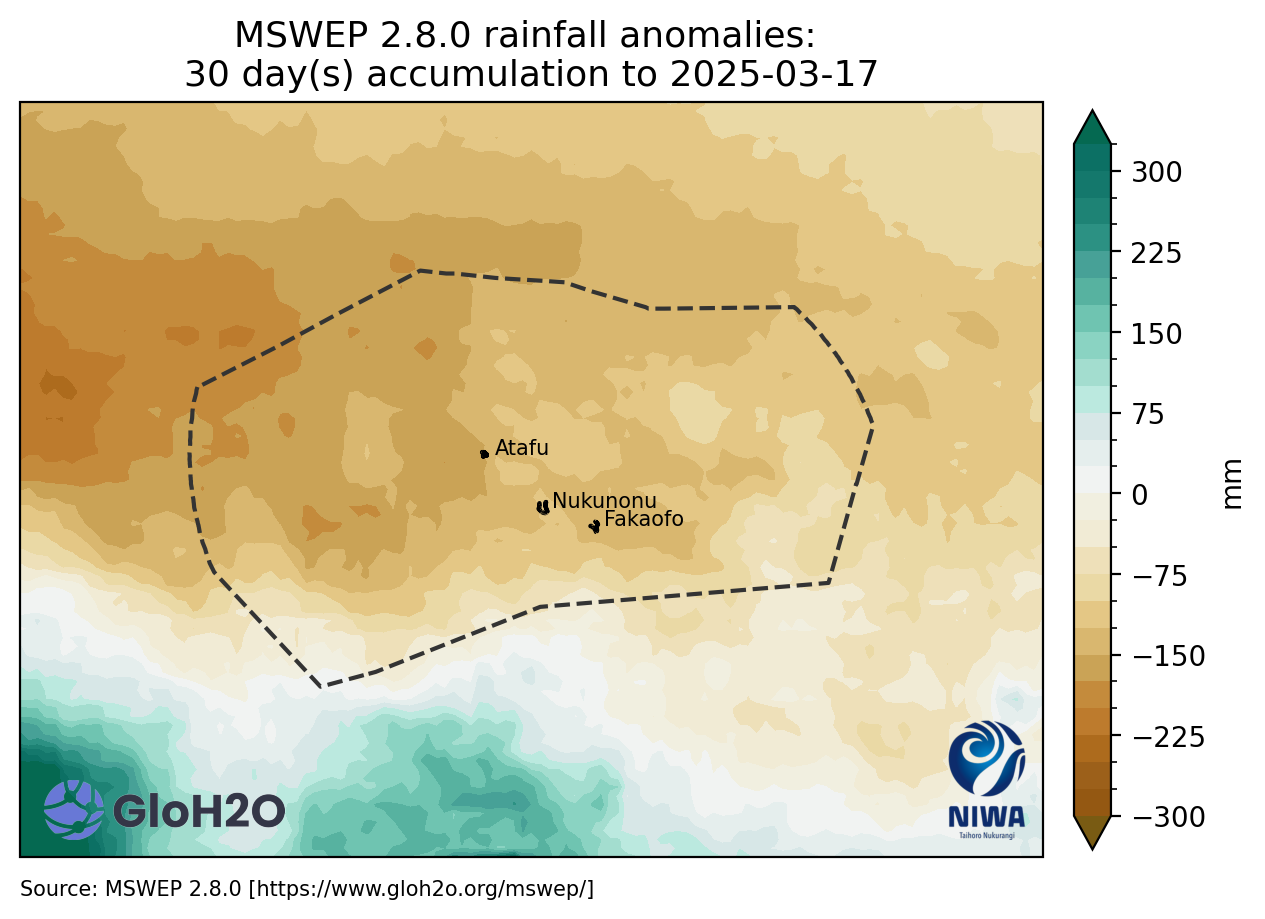 MSWEP 2.8.0 rainfall anomalies:
30 day(s) accumulation to 2025-03-17
300
225
150
75
0
−75
−150
−225
−300
mm
Atafu
Nukunonu
Fakaofo
GloH2O
NIWA
Taihoro Nukurangi
Source: MSWEP 2.8.0 [https://www.gloh2o.org/mswep/]